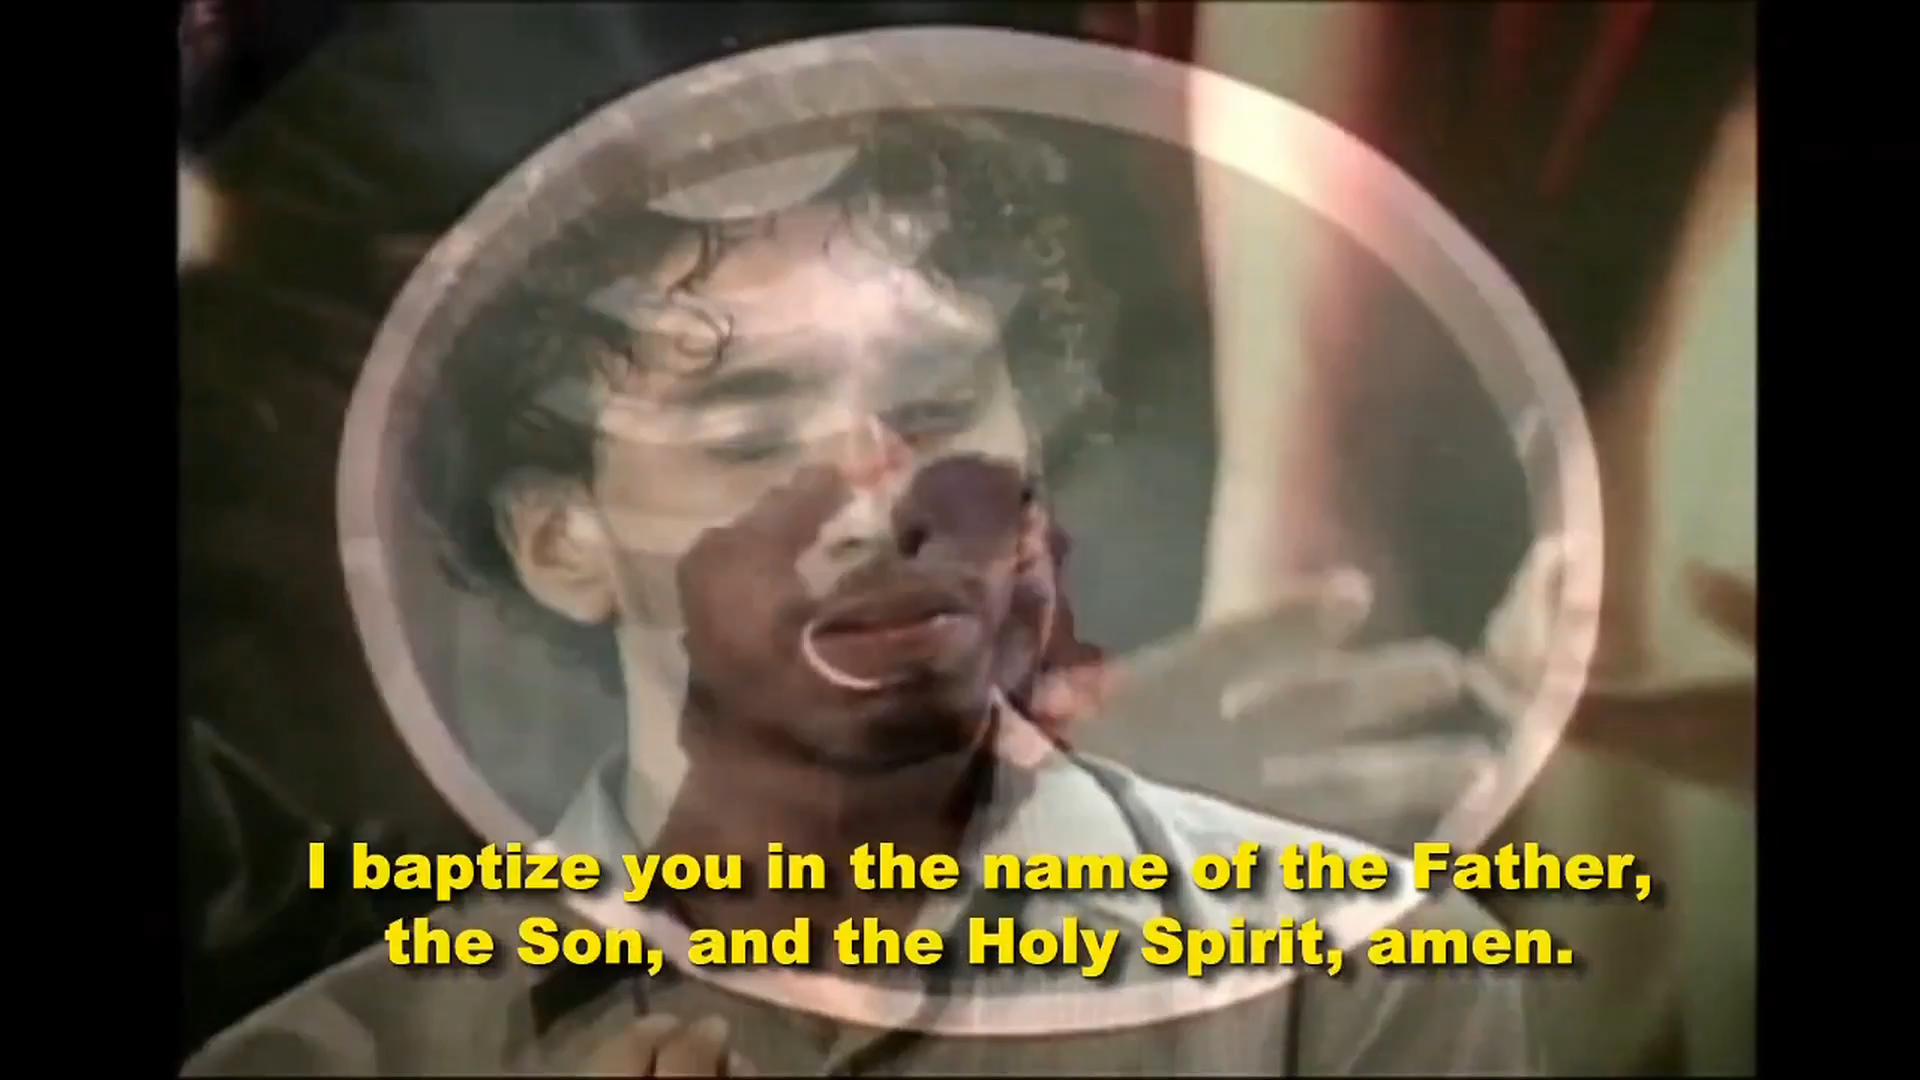 I baptize you in the name of the Father,
the Son, and the Holy Spirit, amen.